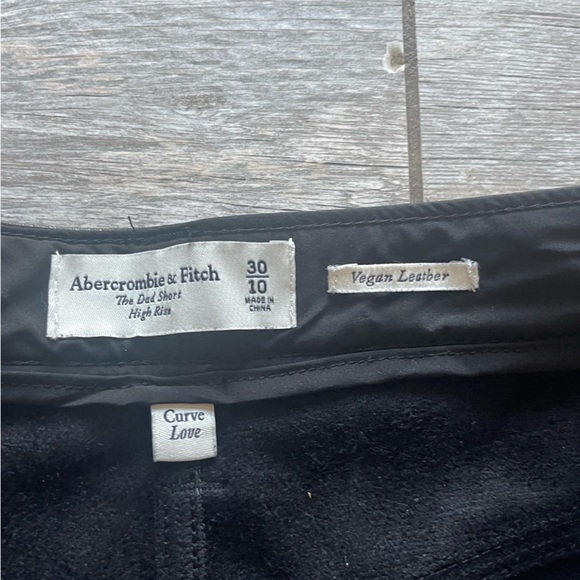 Abercrombie & Fitch
The Dad Short
High Rise
30
10
MADE IN
CHINA
Vegan Leather
Curve
Love